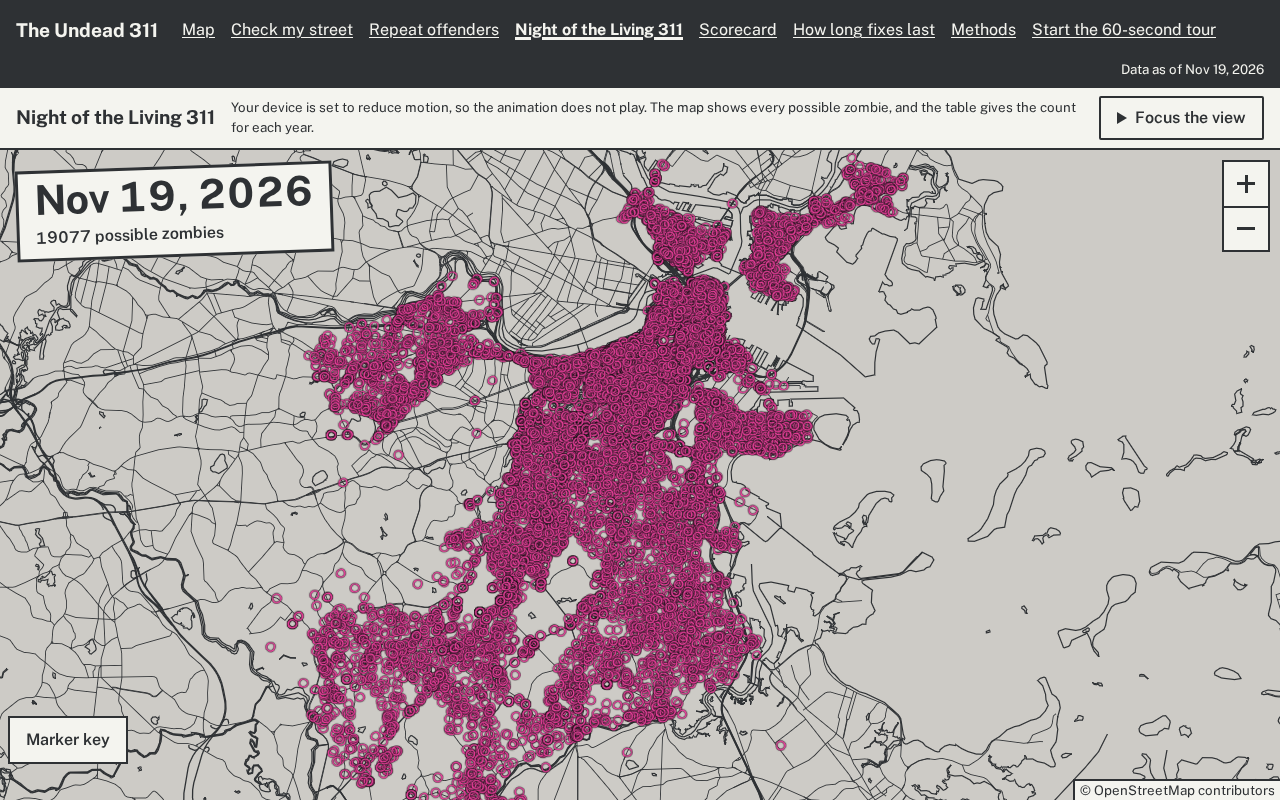 The Undead 311 Map Check my street Repeat offenders Night of the Living 311 Scorecard How long fixes last Methods Start the 60-second tour
Data as of Nov 19, 2026
Night of the Living 311
Your device is set to reduce motion, so the animation does not play. The map shows every possible zombie, and the table gives the count
for each year.
▶ Focus the view
Nov 19, 2026
19077 possible zombies
+
−
Marker key
© OpenStreetMap contributors